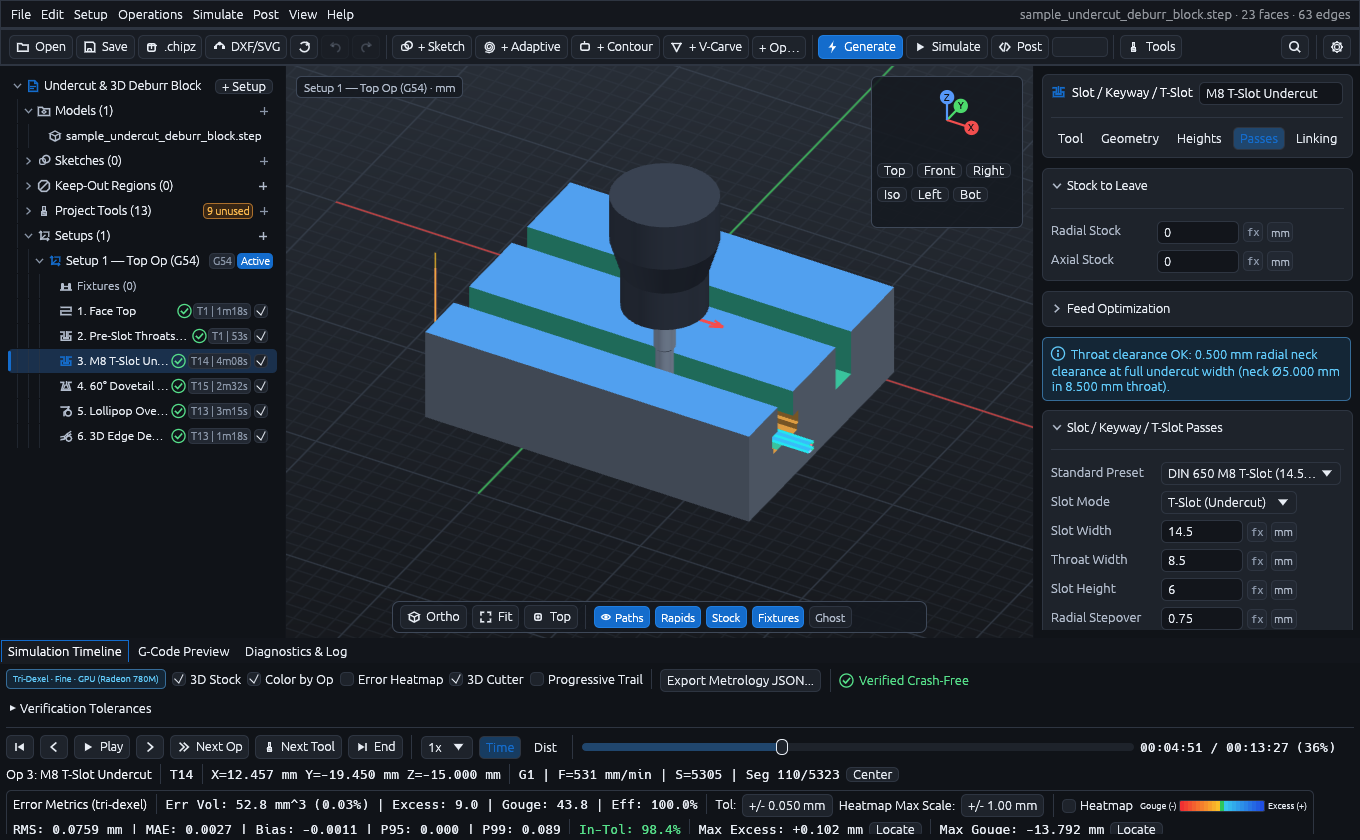 File Edit Setup Operations Simulate Post View Help
sample_undercut_deburr_block.step · 23 faces · 63 edges
Open Save .chipz DXF/SVG + Sketch + Adaptive + Contour + V-Carve + Op... Generate Simulate Post Tools
Undercut & 3D Deburr Block + Setup
Models (1) +
sample_undercut_deburr_block.step
Sketches (0) +
Keep-Out Regions (0) +
Project Tools (13) 9 unused +
Setups (1) +
Setup 1 — Top Op (G54) G54 Active
Fixtures (0)
1. Face Top T1 | 1m18s
2. Pre-Slot Throats... T1 | 53s
3. M8 T-Slot Un... T14 | 4m08s
4. 60° Dovetail ... T15 | 2m32s
5. Lollipop Ove... T13 | 3m15s
6. 3D Edge De... T13 | 1m18s
Setup 1 — Top Op (G54) · mm
Z Y X
Top Front Right
Iso Left Bot
Ortho Fit Top Paths Rapids Stock Fixtures Ghost
Slot / Keyway / T-Slot M8 T-Slot Undercut
Tool Geometry Heights Passes Linking
Stock to Leave
Radial Stock 0 fx mm
Axial Stock 0 fx mm
Feed Optimization
Throat clearance OK: 0.500 mm radial neck
clearance at full undercut width (neck Ø5.000 mm
in 8.500 mm throat).
Slot / Keyway / T-Slot Passes
Standard Preset DIN 650 M8 T-Slot (14.5...
Slot Mode T-Slot (Undercut)
Slot Width 14.5 fx mm
Throat Width 8.5 fx mm
Slot Height 6 fx mm
Radial Stepover 0.75 fx mm
Simulation Timeline G-Code Preview Diagnostics & Log
Tri-Dexel · Fine · GPU (Radeon 780M) 3D Stock Color by Op Error Heatmap 3D Cutter Progressive Trail Export Metrology JSON... Verified Crash-Free
Verification Tolerances
Play Next Op Next Tool End 1x Time Dist 00:04:51 / 00:13:27 (36%)
Op 3: M8 T-Slot Undercut T14 X=12.457 mm Y=-19.450 mm Z=-15.000 mm G1 | F=531 mm/min | S=5305 | Seg 110/5323 Center
Error Metrics (tri-dexel) Err Vol: 52.8 mm^3 (0.03%) | Excess: 9.0 | Gouge: 43.8 | Eff: 100.0% Tol: +/- 0.050 mm Heatmap Max Scale: +/- 1.00 mm Heatmap Gouge (-) Excess (+)
RMS: 0.0759 mm | MAE: 0.0027 | Bias: -0.0011 | P95: 0.000 | P99: 0.089 In-Tol: 98.4% Max Excess: +0.102 mm Locate Max Gouge: -13.792 mm Locate